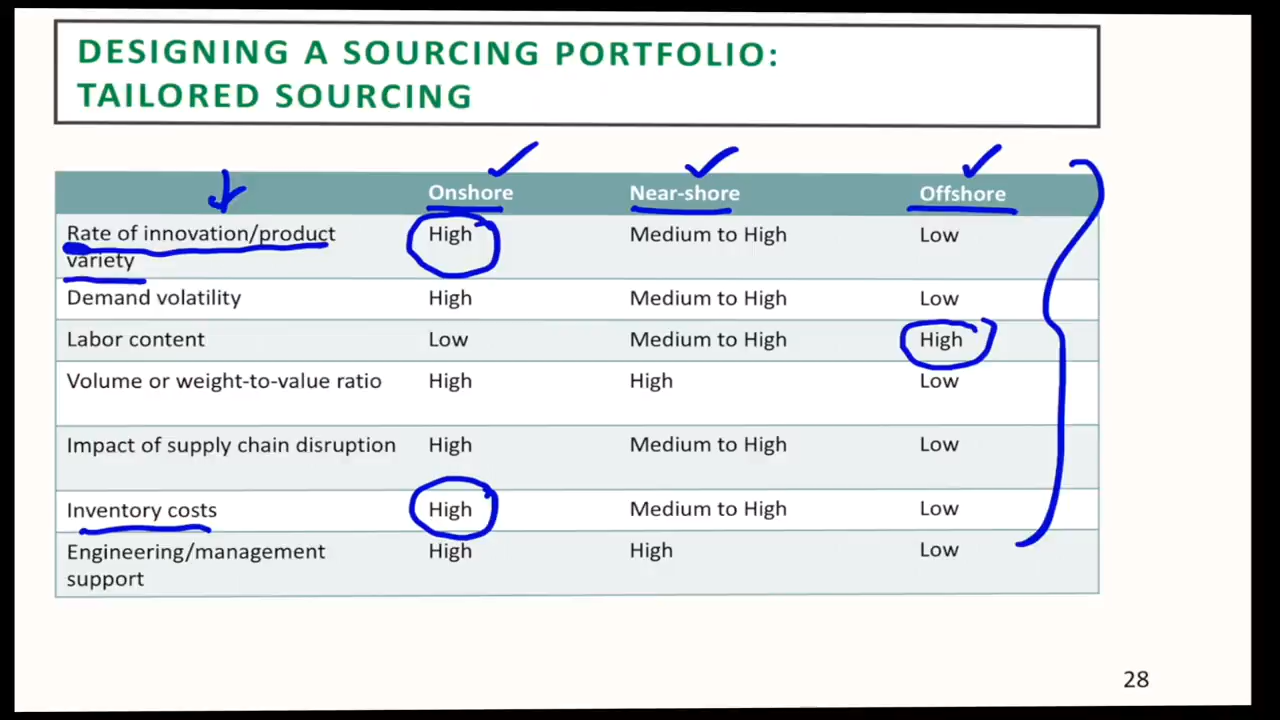 DESIGNING A SOURCING PORTFOLIO:
TAILORED SOURCING
Onshore Near-shore Offshore
Rate of innovation/product variety High Medium to High Low
Demand volatility High Medium to High Low
Labor content Low Medium to High High
Volume or weight-to-value ratio High High Low
Impact of supply chain disruption High Medium to High Low
Inventory costs High Medium to High Low
Engineering/management support High High Low
28